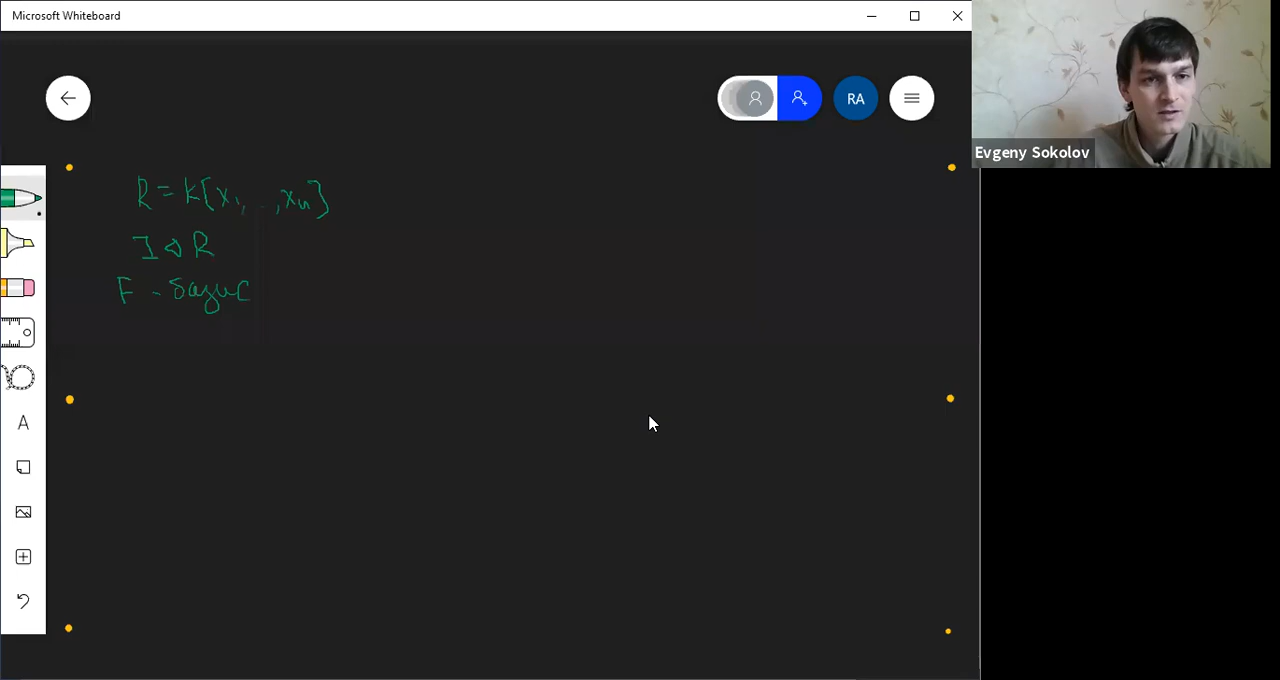 Microsoft Whiteboard
RA
Evgeny Sokolov
R = k[x₁, .., xₙ]
I ◁ R
F - базис
A